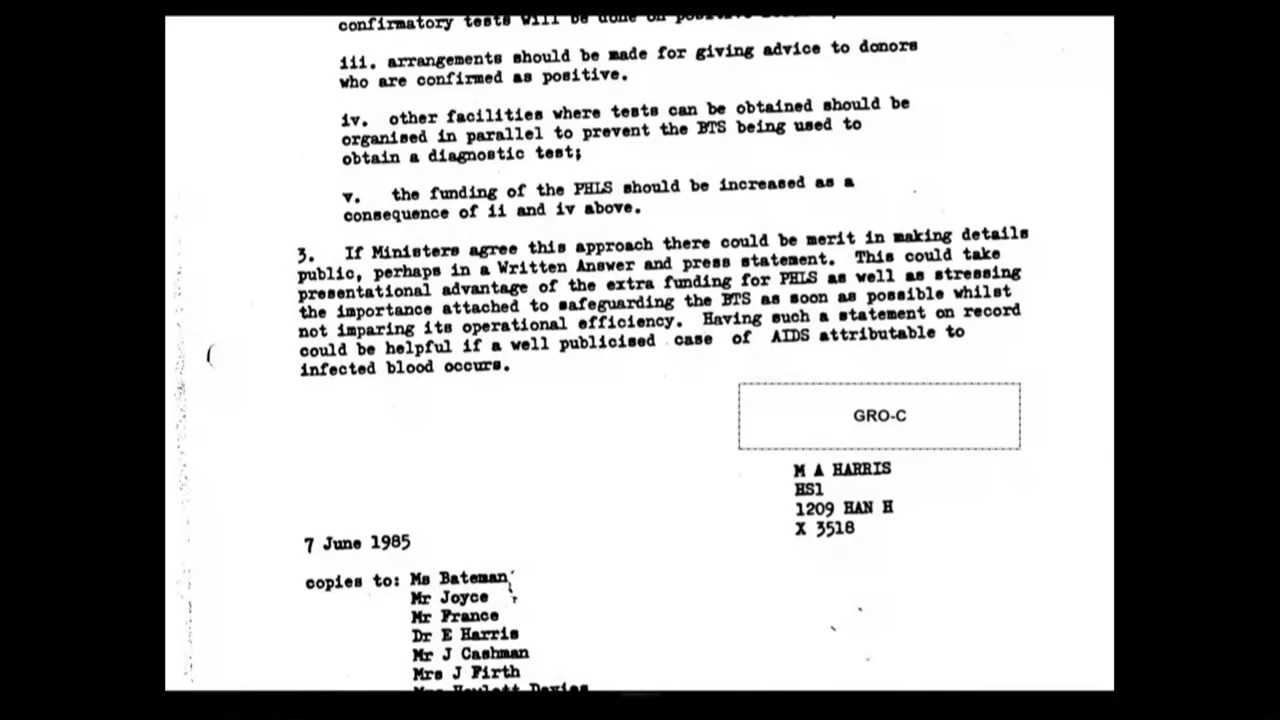 confirmatory tests will be done on
iii. arrangements should be made for giving advice to donors
who are confirmed as positive.
iv. other facilities where tests can be obtained should be
organised in parallel to prevent the BTS being used to
obtain a diagnostic test;
v. the funding of the PHLS should be increased as a
consequence of ii and iv above.
3. If Ministers agree this approach there could be merit in making details
public, perhaps in a Written Answer and press statement. This could take
presentational advantage of the extra funding for PHLS as well as stressing
the importance attached to safeguarding the BTS as soon as possible whilst
not imparing its operational efficiency. Having such a statement on record
could be helpful if a well publicised case of AIDS attributable to
infected blood occurs.
GRO-C
M A HARRIS
HS1
1209 HAN H
X 3518
7 June 1985
copies to: Ms Bateman
Mr Joyce
Mr France
Dr E Harris
Mr J Cashman
Mrs J Firth